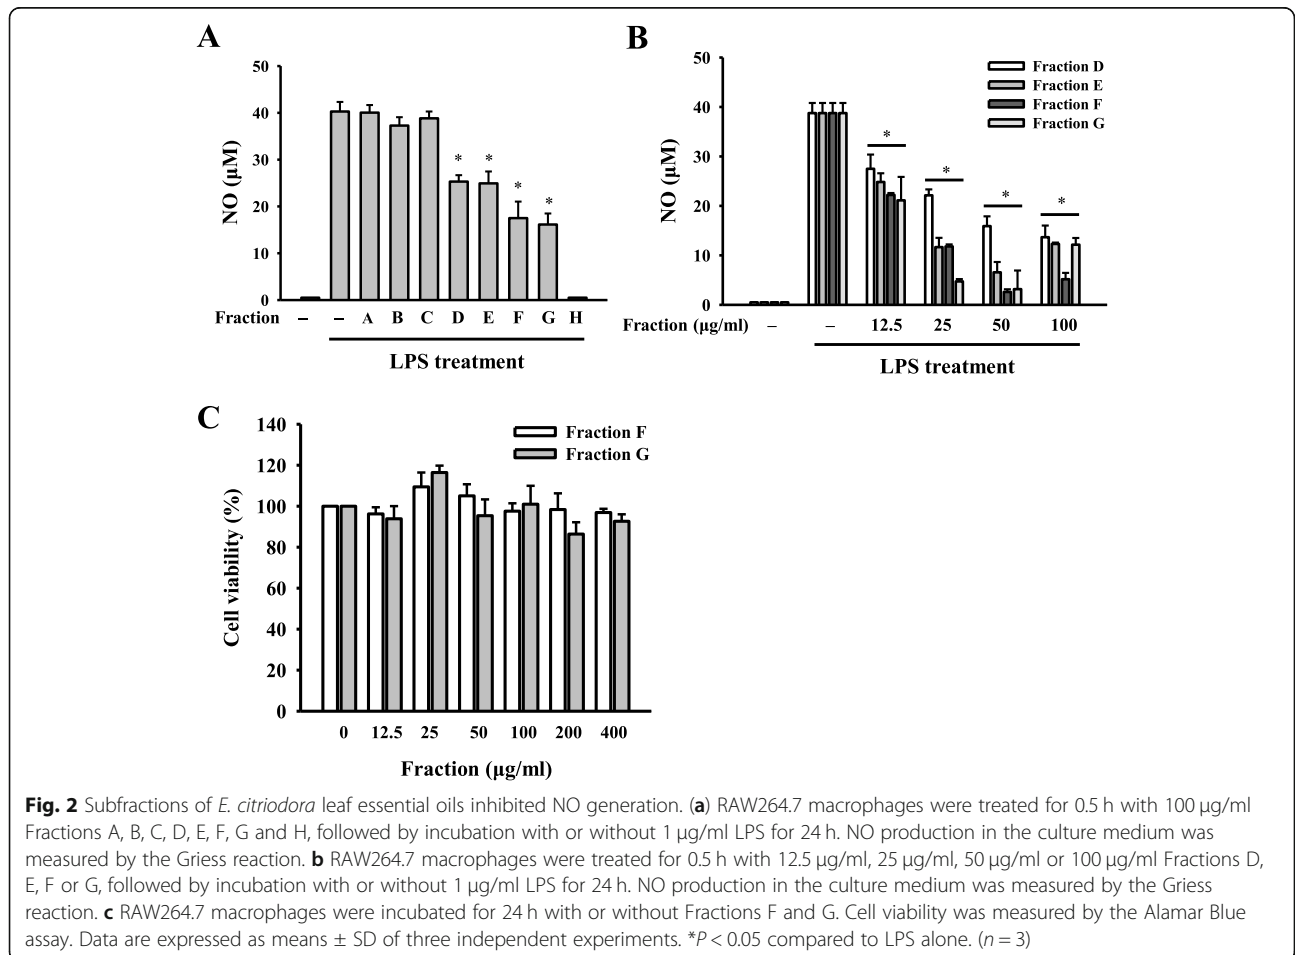 A
50
40
30
20
10
0
NO (μM)
* * * *
Fraction – – A B C D E F G H
LPS treatment
B
50
40
30
20
10
0
NO (μM)
Fraction D
Fraction E
Fraction F
Fraction G
* * * *
Fraction (μg/ml) – – 12.5 25 50 100
LPS treatment
C
140
120
100
80
60
40
20
0
Cell viability (%)
Fraction F
Fraction G
0 12.5 25 50 100 200 400
Fraction (μg/ml)
Fig. 2 Subfractions of E. citriodora leaf essential oils inhibited NO generation. (a) RAW264.7 macrophages were treated for 0.5 h with 100 μg/ml
Fractions A, B, C, D, E, F, G and H, followed by incubation with or without 1 μg/ml LPS for 24 h. NO production in the culture medium was
measured by the Griess reaction. b RAW264.7 macrophages were treated for 0.5 h with 12.5 μg/ml, 25 μg/ml, 50 μg/ml or 100 μg/ml Fractions D,
E, F or G, followed by incubation with or without 1 μg/ml LPS for 24 h. NO production in the culture medium was measured by the Griess
reaction. c RAW264.7 macrophages were incubated for 24 h with or without Fractions F and G. Cell viability was measured by the Alamar Blue
assay. Data are expressed as means ± SD of three independent experiments. *P < 0.05 compared to LPS alone. (n = 3)